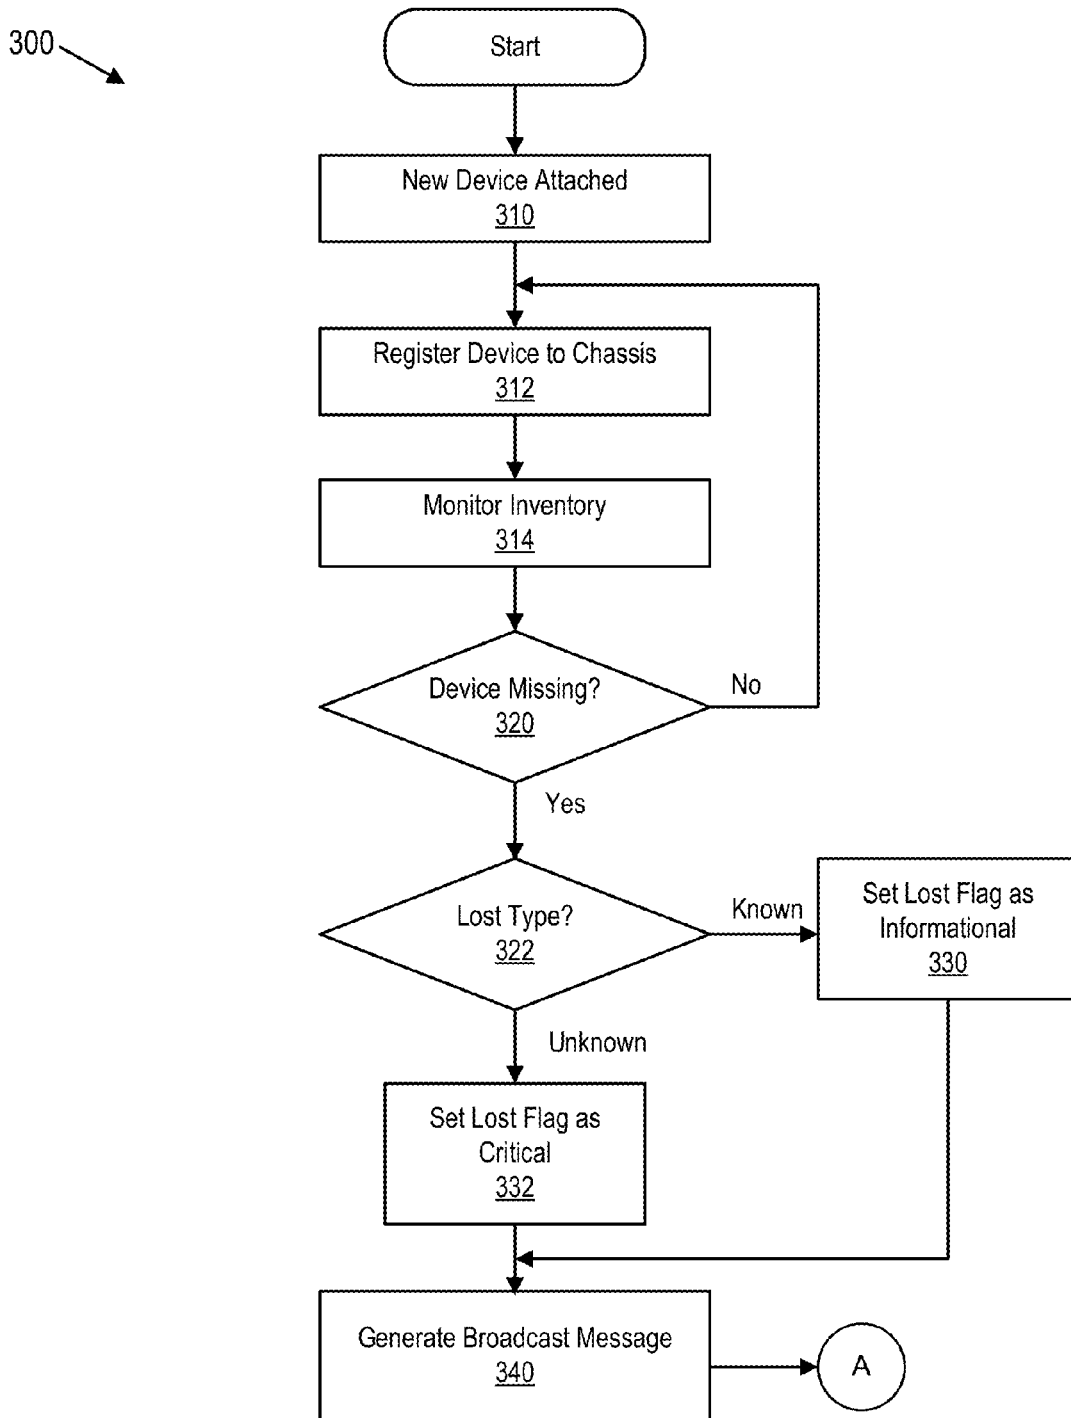 300
Start
New Device Attached
310
Register Device to Chassis
312
Monitor Inventory
314
Device Missing?
320
No
Yes
Lost Type?
322
Known
Set Lost Flag as
Informational
330
Unknown
Set Lost Flag as
Critical
332
Generate Broadcast Message
340
A